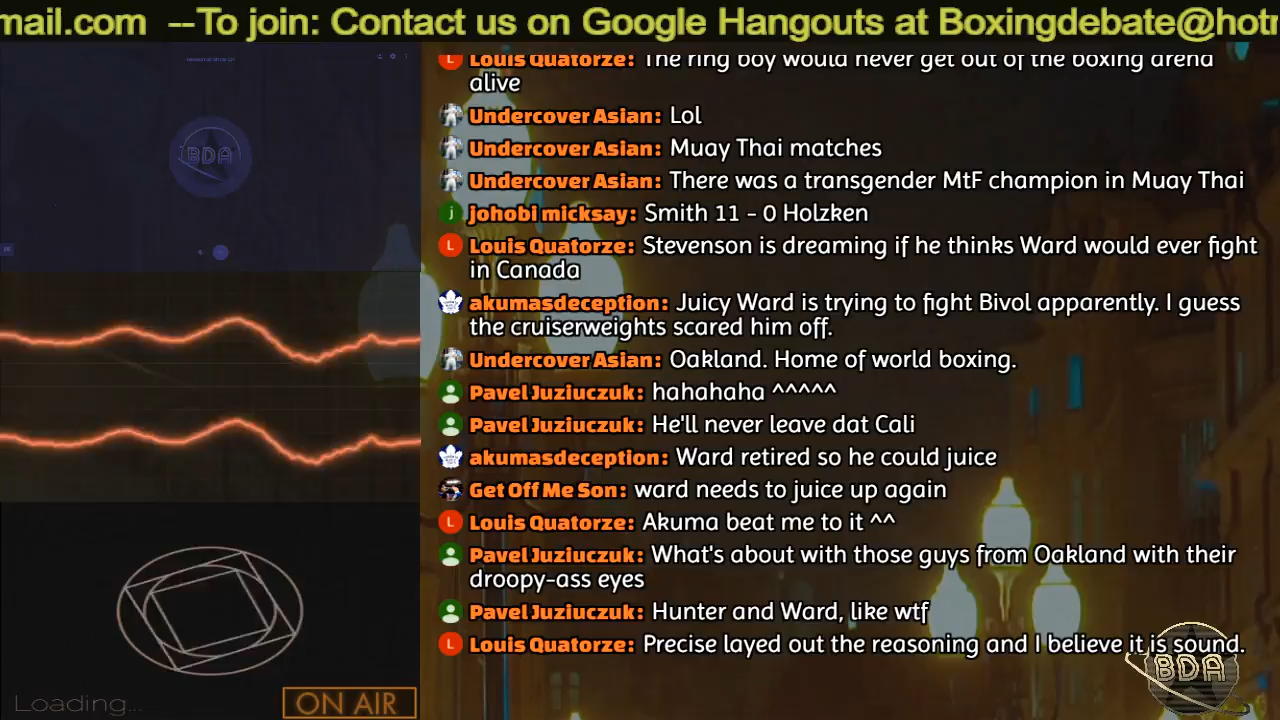 mail.com --To join: Contact us on Google Hangouts at Boxingdebate@hotm
BDA
Louis Quatorze: The ring boy would never get out of the boxing arena
alive
Undercover Asian: Lol
Undercover Asian: Muay Thai matches
Undercover Asian: There was a transgender MtF champion in Muay Thai
johobi micksay: Smith 11 - 0 Holzken
Louis Quatorze: Stevenson is dreaming if he thinks Ward would ever fight
in Canada
akumasdeception: Juicy Ward is trying to fight Bivol apparently. I guess
the cruiserweights scared him off.
Undercover Asian: Oakland. Home of world boxing.
Pavel Juziuczuk: hahahaha ^^^^^
Pavel Juziuczuk: He'll never leave dat Cali
akumasdeception: Ward retired so he could juice
Get Off Me Son: ward needs to juice up again
Louis Quatorze: Akuma beat me to it ^^
Pavel Juziuczuk: What's about with those guys from Oakland with their
droopy-ass eyes
Pavel Juziuczuk: Hunter and Ward, like wtf
Louis Quatorze: Precise layed out the reasoning and I believe it is sound.
BDA
Loading...
ON AIR